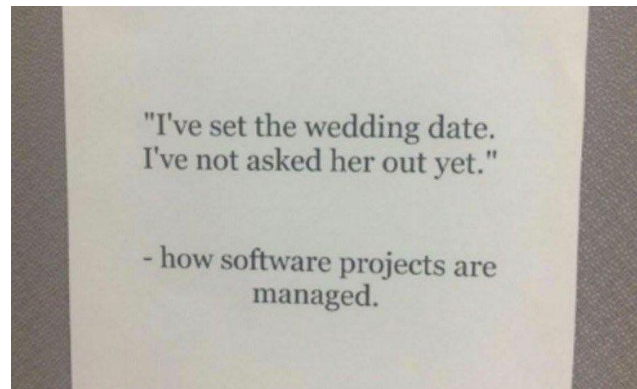 "I've set the wedding date.
I've not asked her out yet."
- how software projects are
managed.